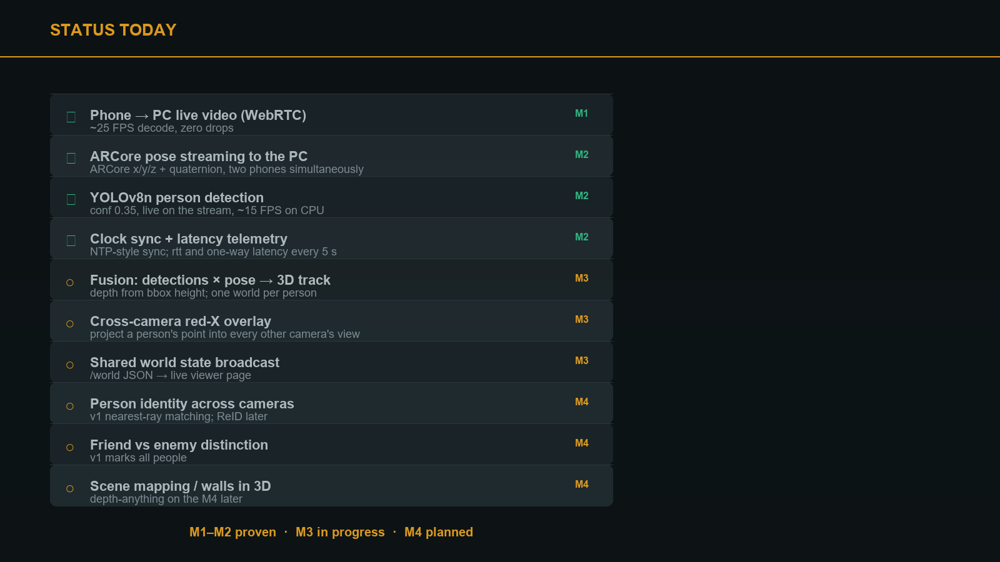 STATUS TODAY
Phone → PC live video (WebRTC)
M1
~25 FPS decode, zero drops
ARCore pose streaming to the PC
M2
ARCore x/y/z + quaternion, two phones simultaneously
YOLOv8n person detection
M2
conf 0.35, live on the stream, ~15 FPS on CPU
Clock sync + latency telemetry
M2
NTP-style sync; rtt and one-way latency every 5 s
○ Fusion: detections × pose → 3D track
M3
depth from bbox height; one world per person
○ Cross-camera red-X overlay
M3
project a person's point into every other camera's view
○ Shared world state broadcast
M3
/world JSON → live viewer page
○ Person identity across cameras
M4
v1 nearest-ray matching; ReID later
○ Friend vs enemy distinction
M4
v1 marks all people
○ Scene mapping / walls in 3D
M4
depth-anything on the M4 later
M1–M2 proven · M3 in progress · M4 planned